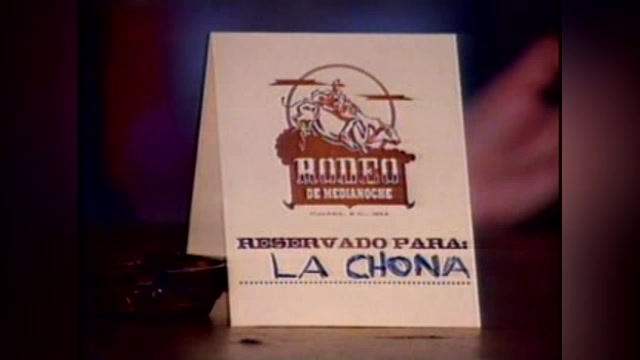 RODEO
DE MEDIANOCHE
RESERVADO PARA:
LA CHONA